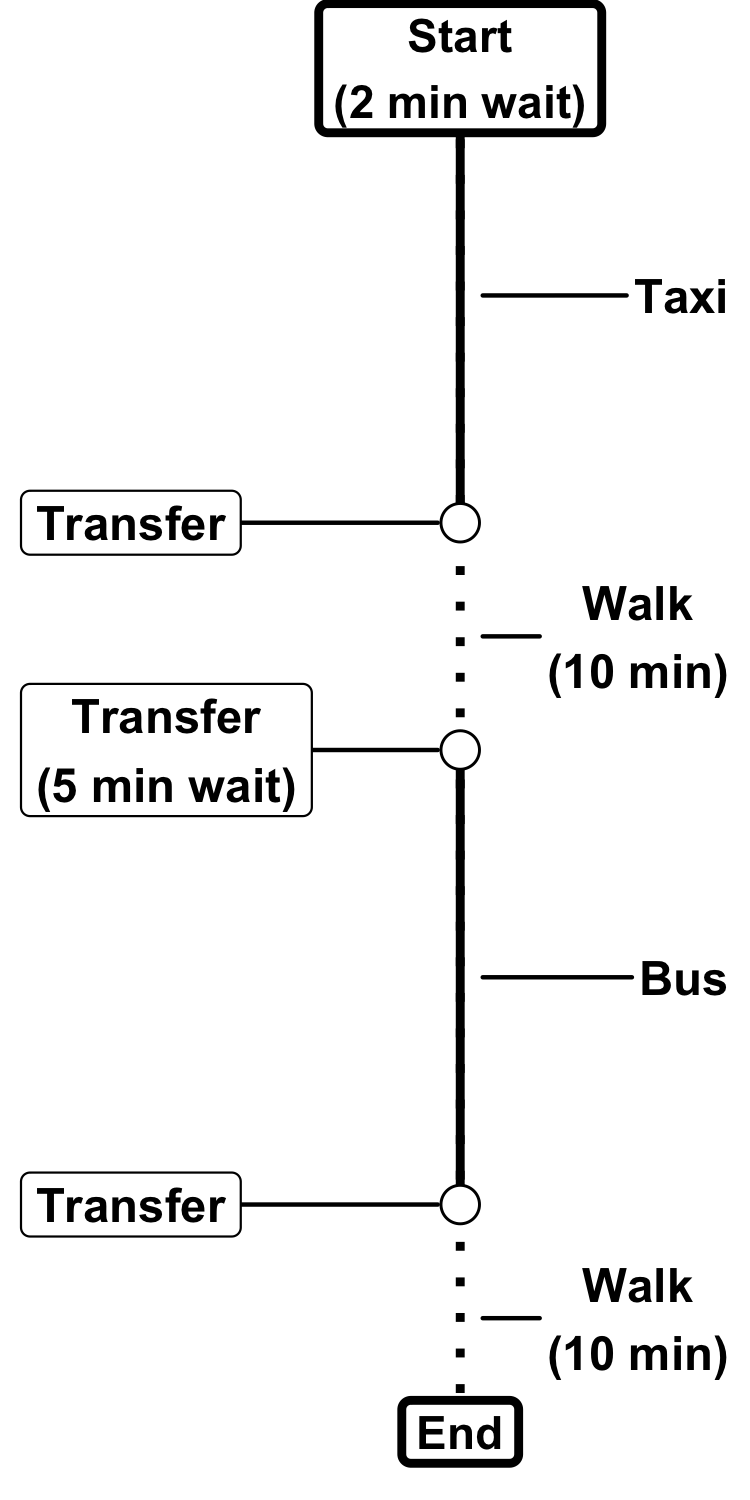 Start
(2 min wait)
Taxi
Transfer
Walk
(10 min)
Transfer
(5 min wait)
Bus
Transfer
Walk
(10 min)
End